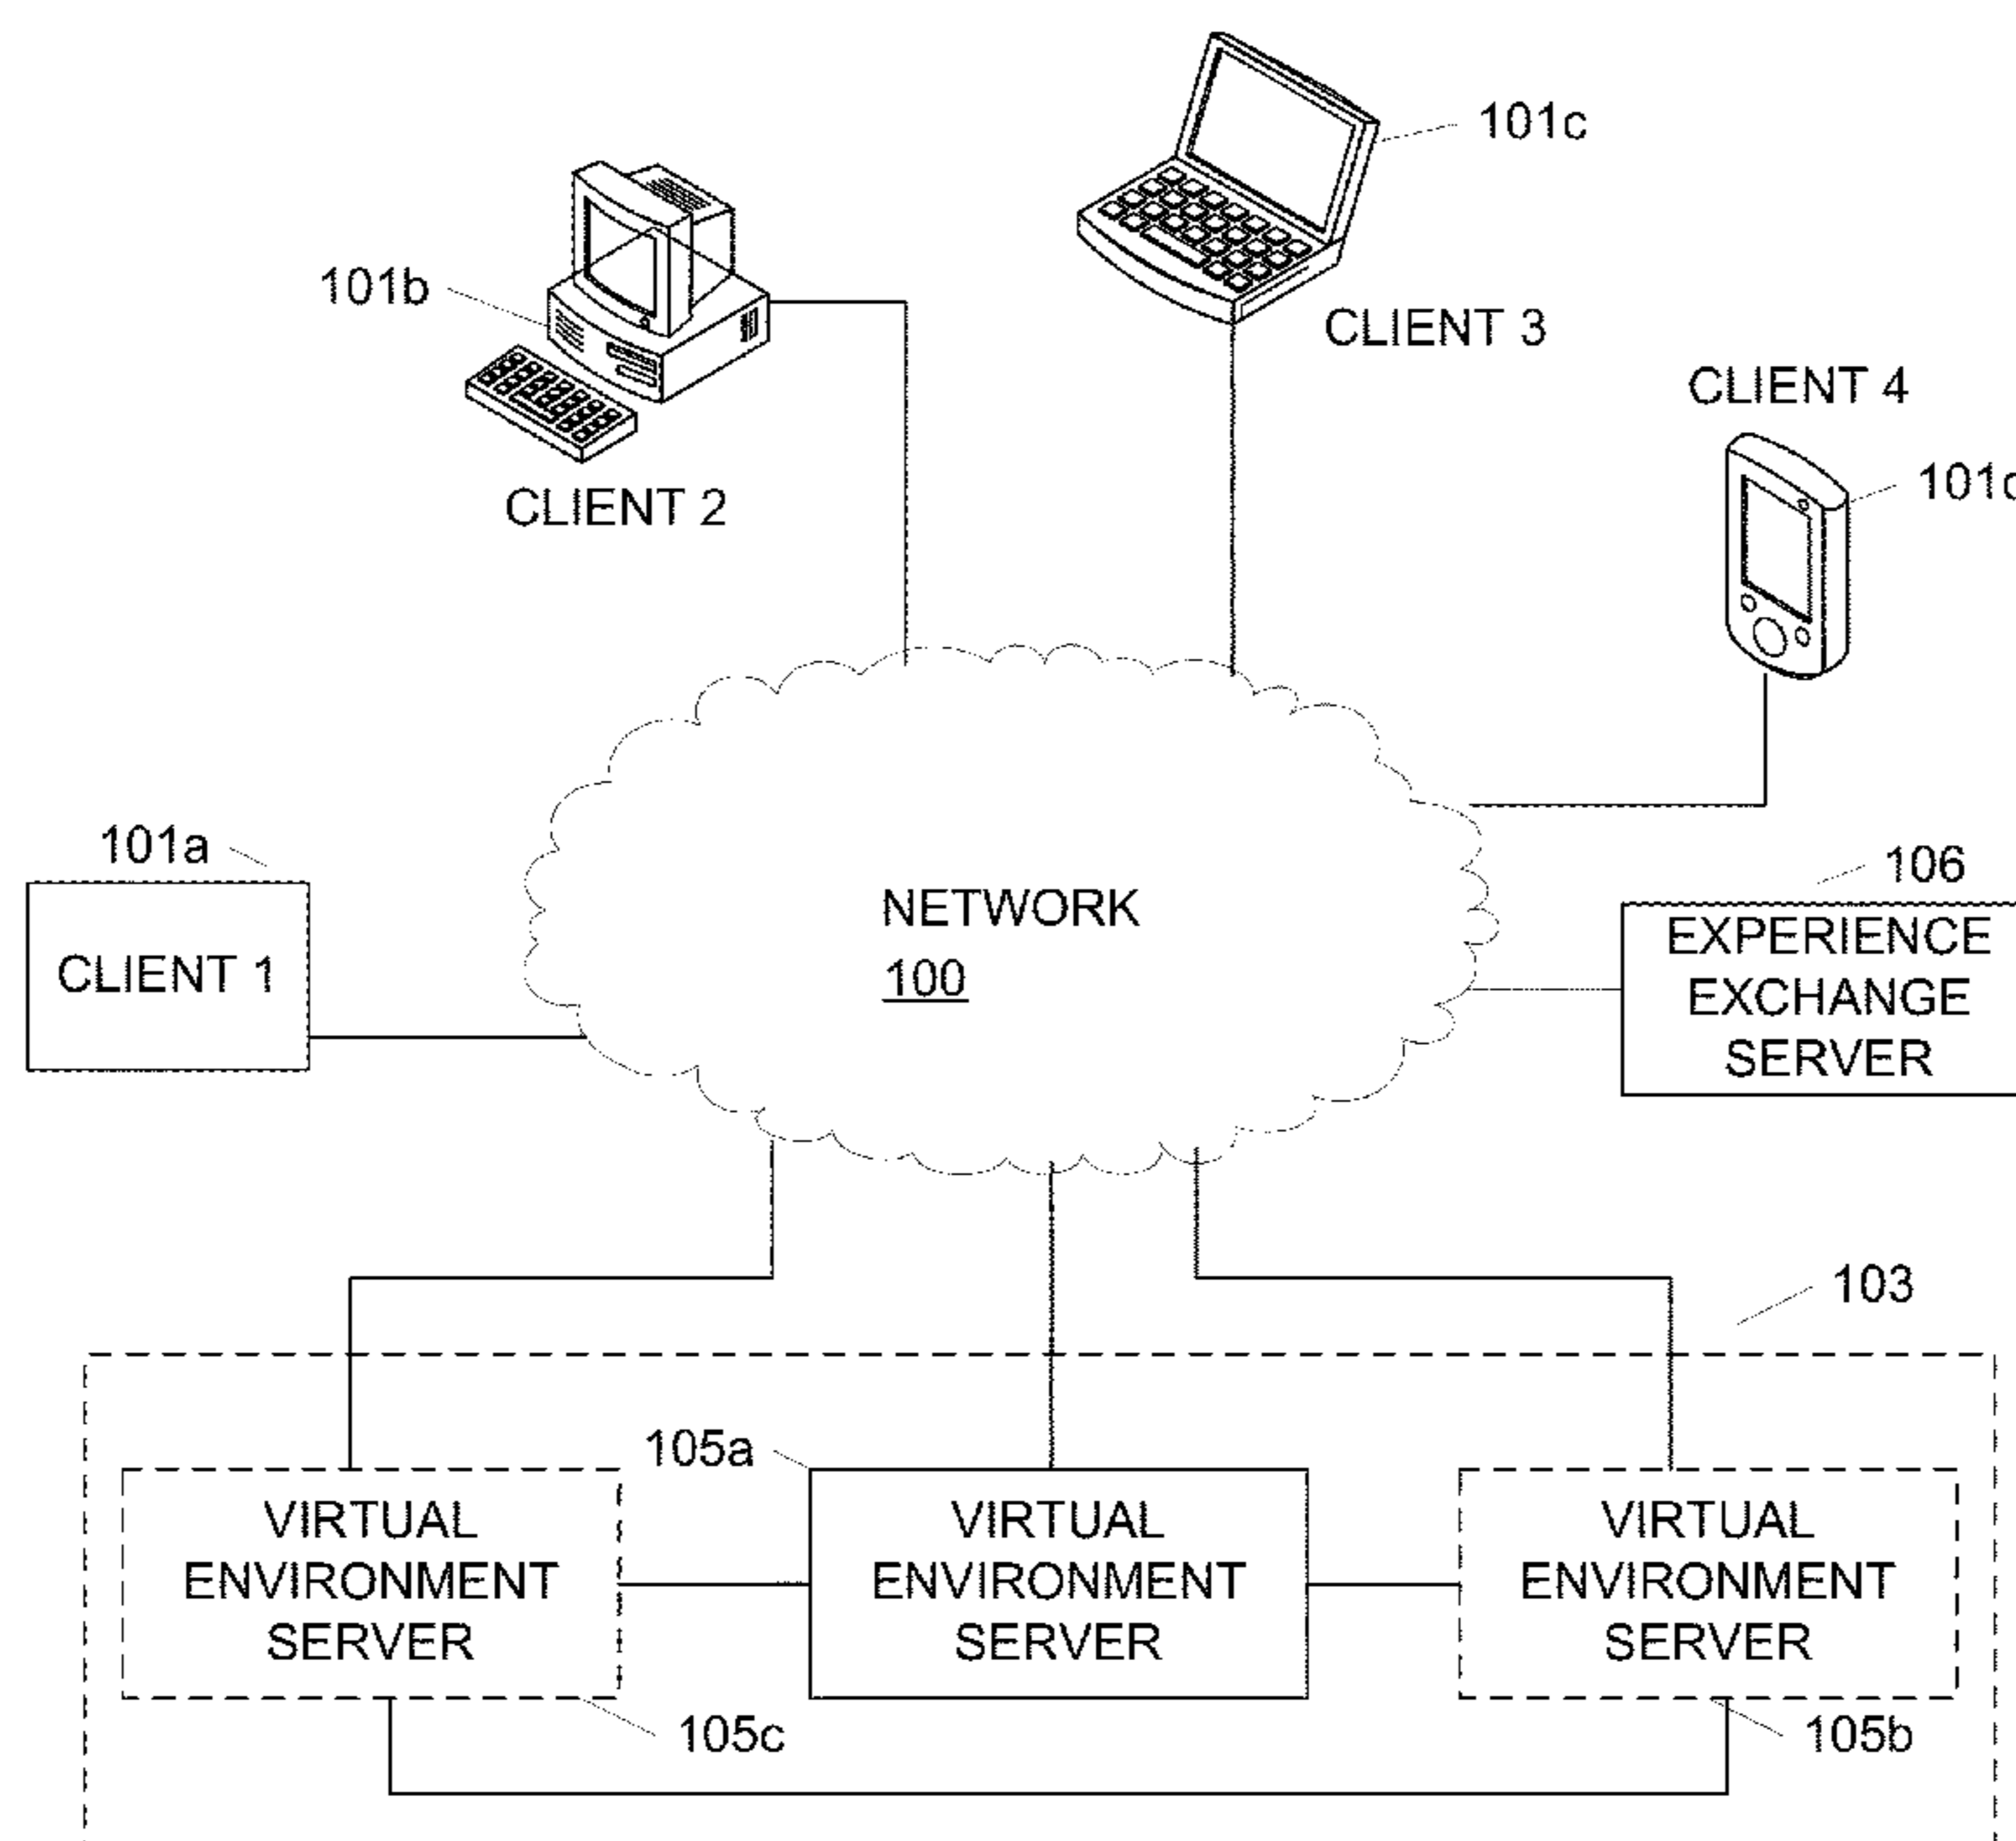 101c
101b
CLIENT 3
CLIENT 4
CLIENT 2
101a
106
NETWORK
100
CLIENT 1
EXPERIENCE
EXCHANGE
SERVER
103
105a
VIRTUAL
ENVIRONMENT
SERVER
VIRTUAL
ENVIRONMENT
SERVER
VIRTUAL
ENVIRONMENT
SERVER
105c
105b